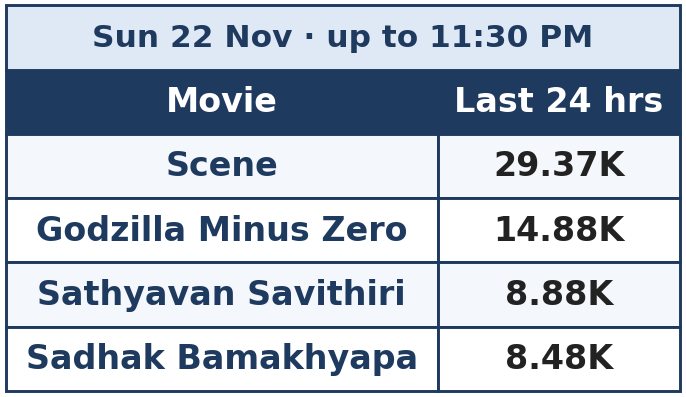 Sun 22 Nov · up to 11:30 PM
Movie Last 24 hrs
Scene 29.37K
Godzilla Minus Zero 14.88K
Sathyavan Savithiri 8.88K
Sadhak Bamakhyapa 8.48K